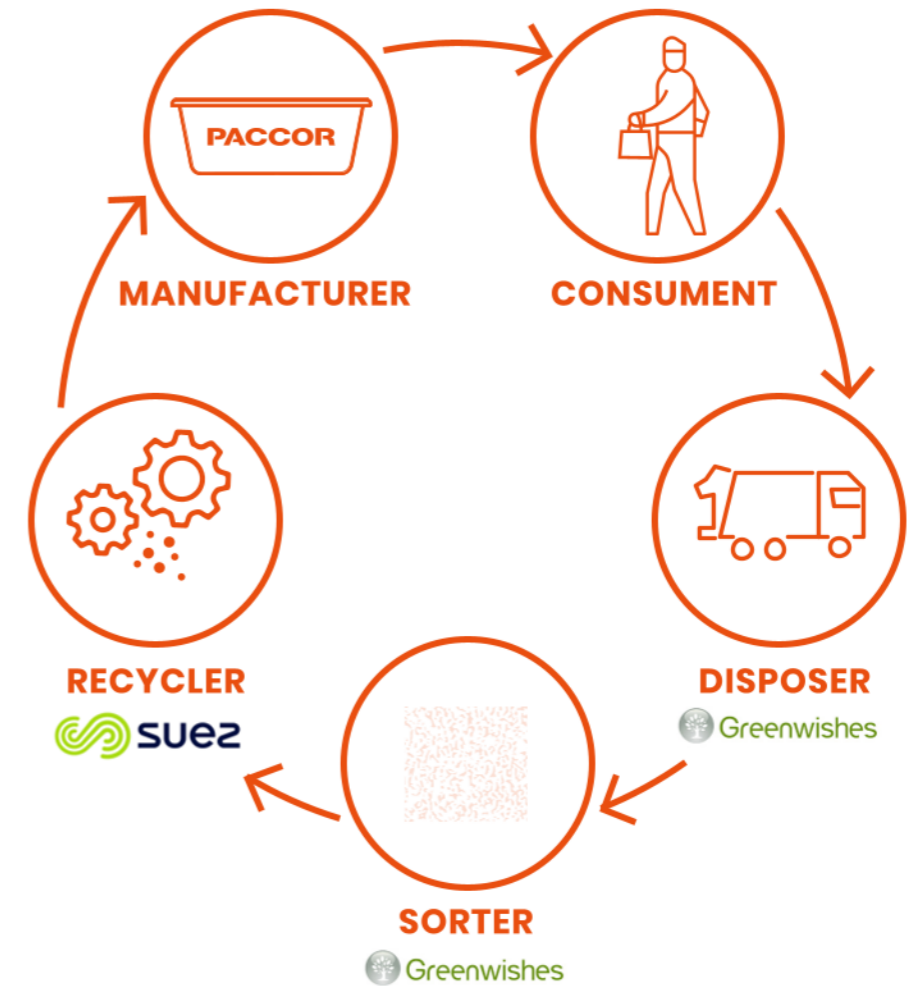 PACCOR
MANUFACTURER
CONSUMENT
RECYCLER
suez
DISPOSER
Greenwishes
SORTER
Greenwishes